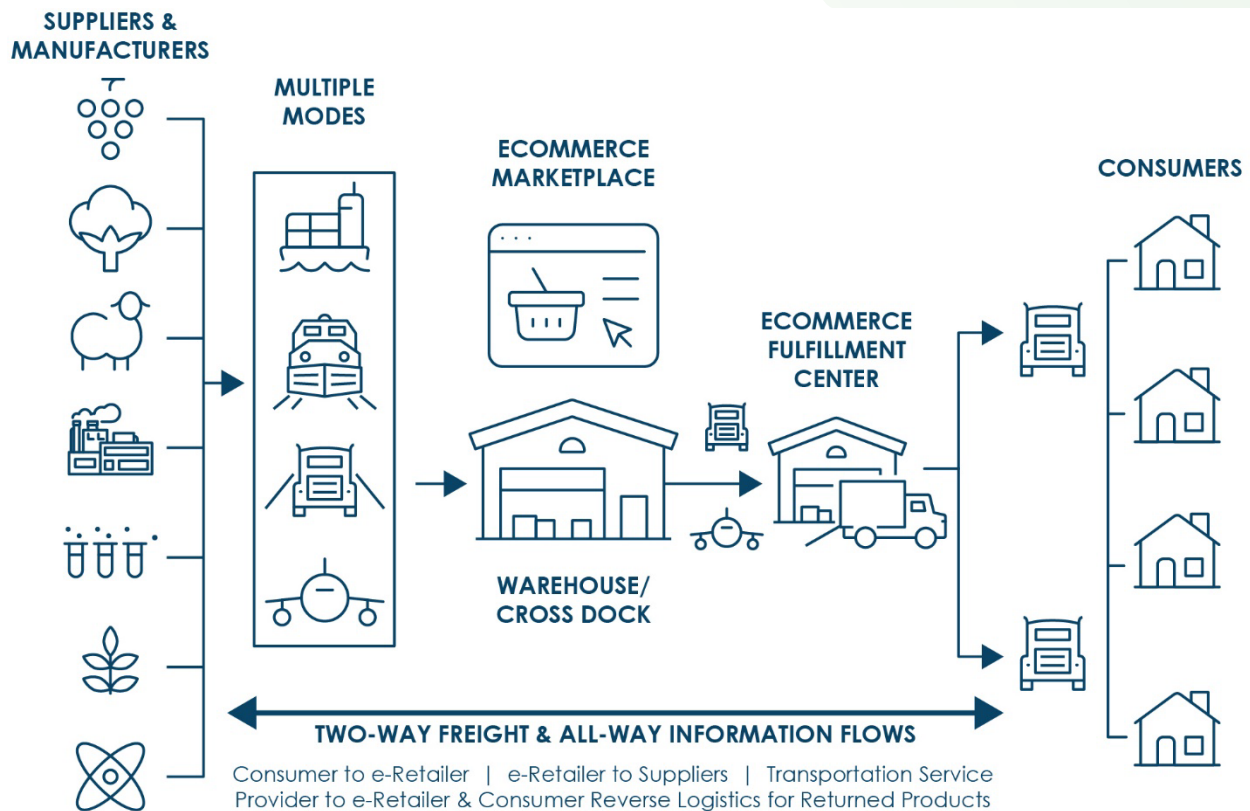 SUPPLIERS &
MANUFACTURERS
MULTIPLE
MODES
ECOMMERCE
MARKETPLACE
CONSUMERS
ECOMMERCE
FULFILLMENT
CENTER
WAREHOUSE/
CROSS DOCK
TWO-WAY FREIGHT & ALL-WAY INFORMATION FLOWS
Consumer to e-Retailer | e-Retailer to Suppliers | Transportation Service
Provider to e-Retailer & Consumer Reverse Logistics for Returned Products